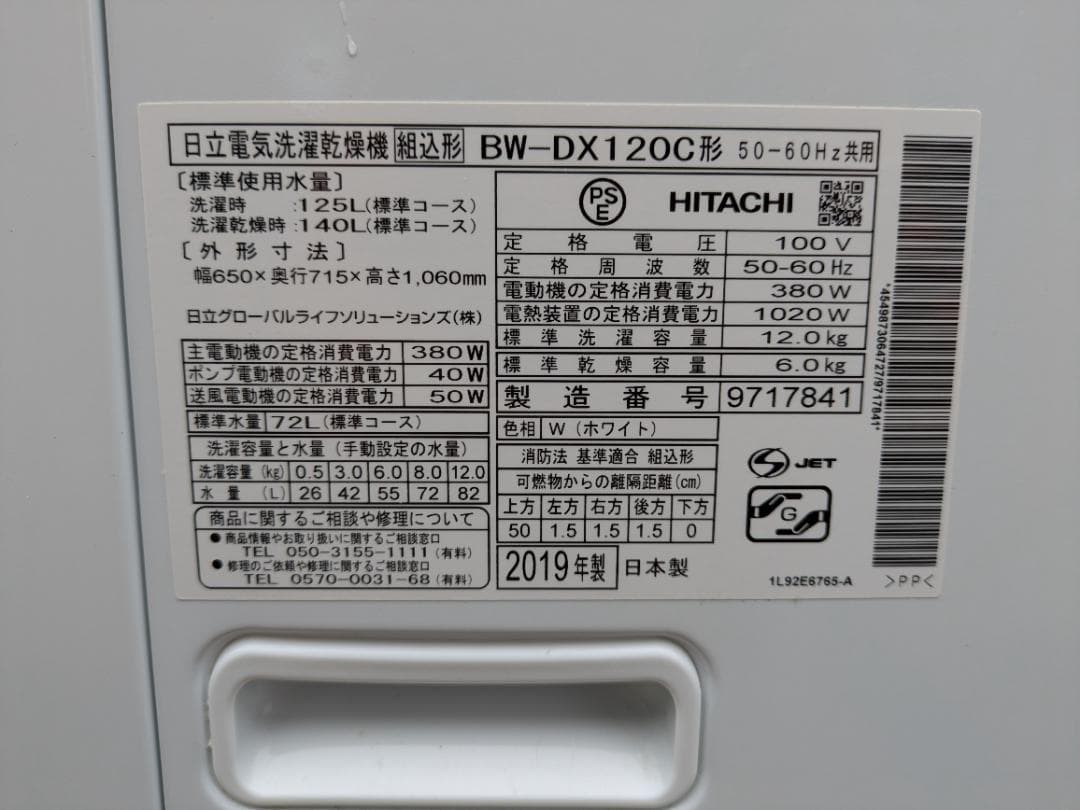 日立電気洗濯乾燥機 組込形 BW-DX120C形 50-60Hz共用
〔標準使用水量〕
洗濯時 :125L(標準コース)
洗濯乾燥時:140L(標準コース)
〔外形寸法〕
幅650×奥行715×高さ1,060mm
日立グローバルライフソリューションズ(株)
主電動機の定格消費電力 380W
ポンプ電動機の定格消費電力 40W
送風電動機の定格消費電力 50W
標準水量 72L(標準コース)
洗濯容量と水量(手動設定の水量)
洗濯容量(kg) 0.5 3.0 6.0 8.0 12.0
水量(L) 26 42 55 72 82
商品に関するご相談や修理について
●商品情報やお取り扱いに関するご相談窓口
TEL 050-3155-1111(有料)
●修理のご依頼や修理に関するご相談窓口
TEL 0570-0031-68(有料)
PSE HITACHI
定格電圧 100V
定格周波数 50-60Hz
電動機の定格消費電力 380W
電熱装置の定格消費電力 1020W
標準洗濯容量 12.0kg
標準乾燥容量 6.0kg
製造番号 9717841
色相 W(ホワイト)
消防法 基準適合 組込形
可燃物からの離隔距離(cm)
上方 左方 右方 後方 下方
50 1.5 1.5 1.5 0
2019年製 日本製
S JET
G
1L92E6765-A >PP<
*4549873064727/9717841*